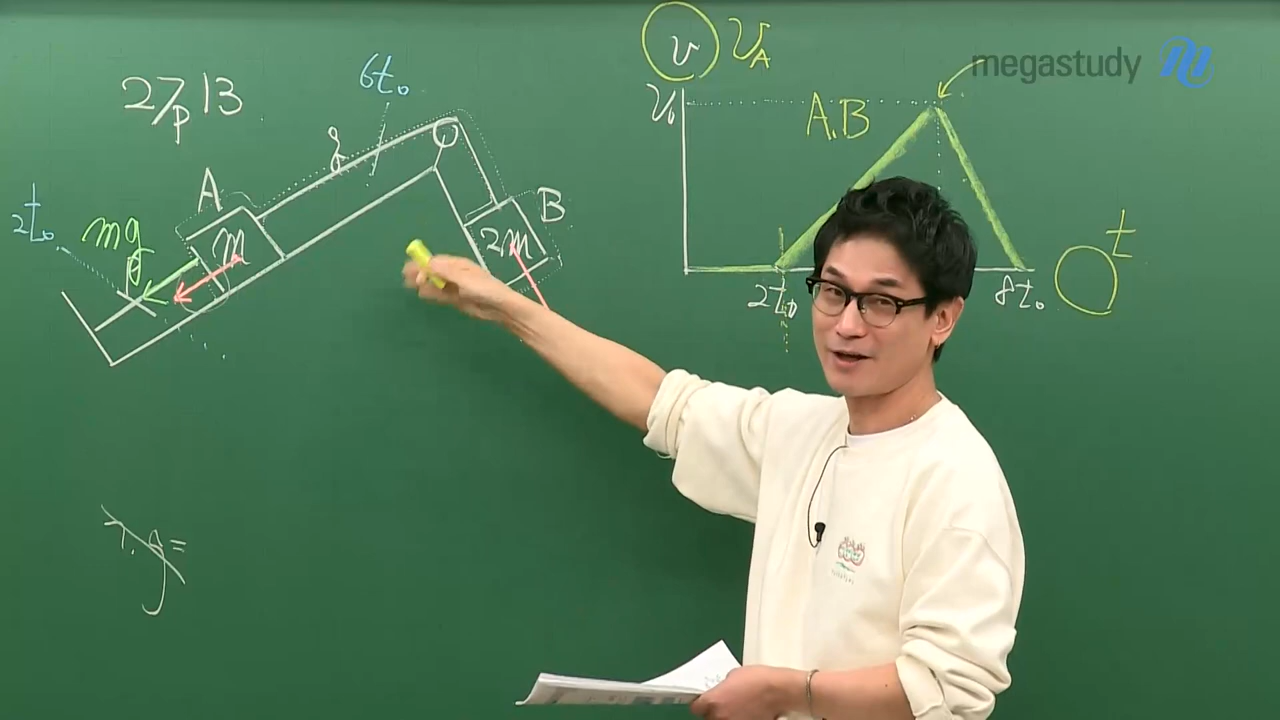 27p13
6t₀
A
q
B
2t₀
mg
p
m
2m
v
v_A
v₀
A,B
2t₀
8t₀
t
megastudy